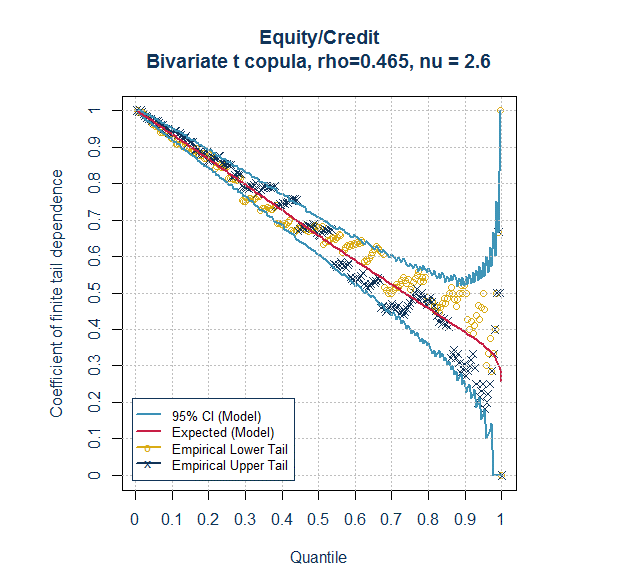 Equity/Credit
Bivariate t copula, rho=0.465, nu = 2.6
Coefficient of finite tail dependence
1
0.9
0.8
0.7
0.6
0.5
0.4
0.3
0.2
0.1
0
95% CI (Model)
Expected (Model)
Empirical Lower Tail
Empirical Upper Tail
0 0.1 0.2 0.3 0.4 0.5 0.6 0.7 0.8 0.9 1
Quantile